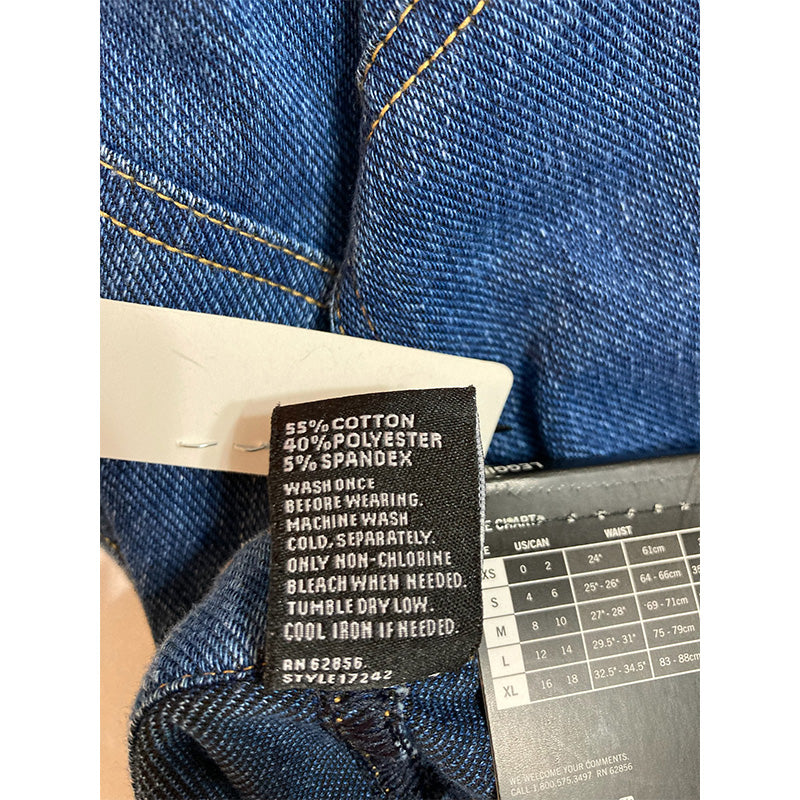 55% COTTON
40% POLYESTER
5% SPANDEX
WASH ONCE
BEFORE WEARING.
MACHINE WASH
COLD, SEPARATELY.
ONLY NON-CHLORINE
BLEACH WHEN NEEDED.
TUMBLE DRY LOW.
COOL IRON IF NEEDED.
RN 62856.
STYLE 17242
CHART
US/CAN WAIST
XS 0 2 24" 61cm
S 4 6 25"-26" 64-66cm
M 8 10 27"-28" 69-71cm
L 12 14 29.5"-31" 75-79cm
XL 16 18 32.5"-34.5" 83-88cm
WE WELCOME YOUR COMMENTS.
CALL 1.800.575.3497 RN 62856